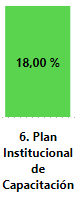 18,00 %
6. Plan
Institucional
de
Capacitación